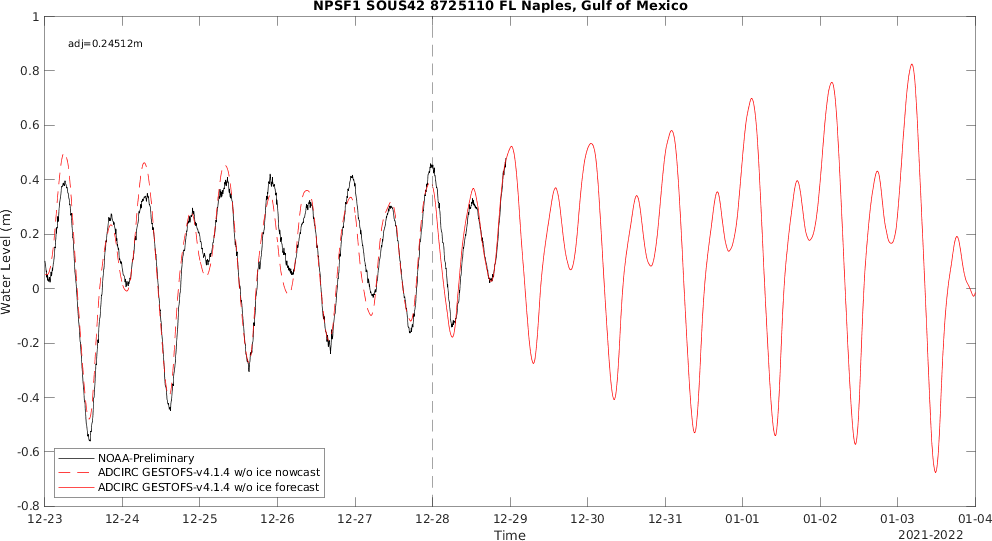 NPSF1 SOUS42 8725110 FL Naples, Gulf of Mexico
adj=0.24512m
Water Level (m)
1
0.8
0.6
0.4
0.2
0
-0.2
-0.4
-0.6
-0.8
NOAA-Preliminary
ADCIRC GESTOFS-v4.1.4 w/o ice nowcast
ADCIRC GESTOFS-v4.1.4 w/o ice forecast
12-23 12-24 12-25 12-26 12-27 12-28 12-29 12-30 12-31 01-01 01-02 01-03 01-04
Time
2021-2022